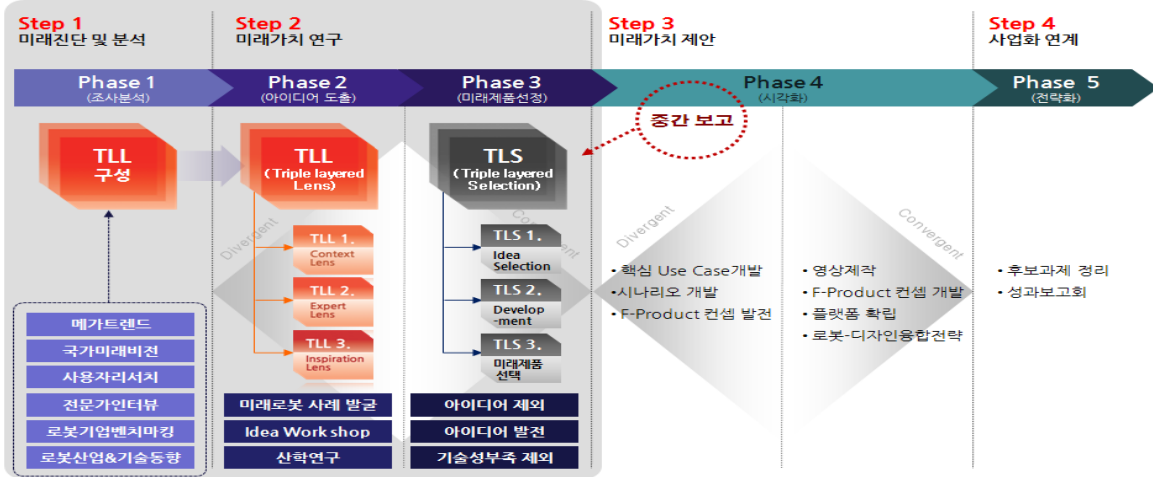 Step 1
미래진단 및 분석
Step 2
미래가치 연구
Step 3
미래가치 제안
Step 4
사업화 연계
Phase 1
(조사분석)
Phase 2
(아이디어 도출)
Phase 3
(미래제품선정)
Phase 4
(시각화)
Phase 5
(전략화)
중간 보고
TLL
구성
TLL
(Triple layered
Lens)
TLS
(Triple layered
Selection)
Divergent
Convergent
Divergent
Convergent
TLL 1.
Context
Lens
TLL 2.
Expert
Lens
TLL 3.
Inspiration
Lens
TLS 1.
Idea
Selection
TLS 2.
Develop
-ment
TLS 3.
미래제품
선택
•핵심 Use Case개발
•시나리오 개발
•F-Product 컨셉 발전
•영상제작
•F-Product 컨셉 개발
•플랫폼 확립
•로봇-디자인융합전략
•후보과제 정리
•성과보고회
메가트렌드
국가미래비전
사용자리서치
전문가인터뷰
로봇기업벤치마킹
로봇산업&기술동향
미래로봇 사례 발굴
Idea Workshop
산학연구
아이디어 제외
아이디어 발전
기술성부족 제외